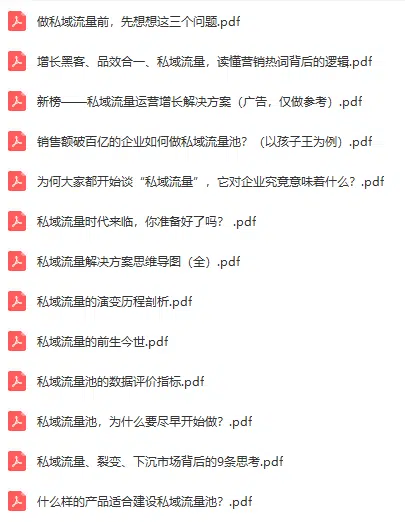 做私域流量前，先想想这三个问题.pdf
增长黑客、品效合一、私域流量，读懂营销热词背后的逻辑.pdf
新榜——私域流量运营增长解决方案（广告，仅做参考）.pdf
销售额破百亿的企业如何做私域流量池？（以孩子王为例）.pdf
为何大家都开始谈“私域流量”，它对企业究竟意味着什么？.pdf
私域流量时代来临，你准备好了吗？ .pdf
私域流量解决方案思维导图（全）.pdf
私域流量的演变历程剖析.pdf
私域流量的前生今世.pdf
私域流量池的数据评价指标.pdf
私域流量池，为什么要尽早开始做？.pdf
私域流量、裂变、下沉市场背后的9条思考.pdf
什么样的产品适合建设私域流量池？.pdf